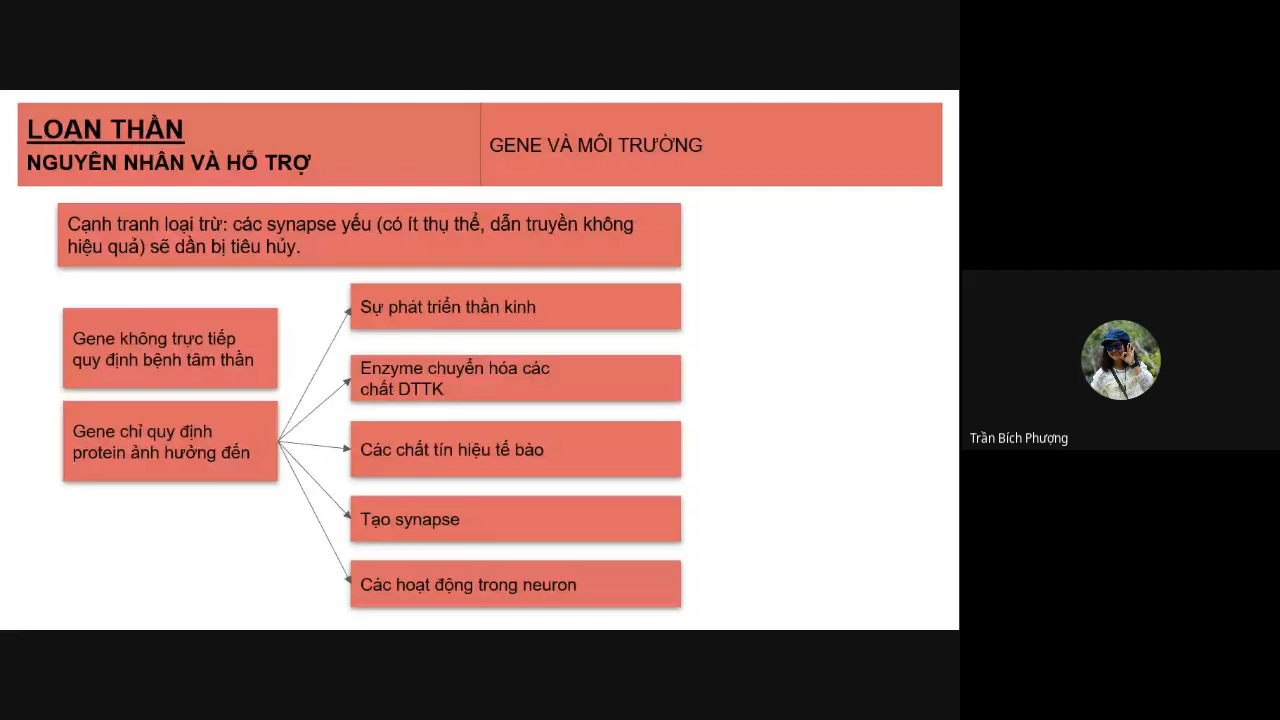 LOẠN THẦN
NGUYÊN NHÂN VÀ HỖ TRỢ
GENE VÀ MÔI TRƯỜNG
Cạnh tranh loại trừ: các synapse yếu (có ít thụ thể, dẫn truyền không
hiệu quả) sẽ dần bị tiêu hủy.
Gene không trực tiếp
quy định bệnh tâm thần
Gene chỉ quy định
protein ảnh hưởng đến
Sự phát triển thần kinh
Enzyme chuyển hóa các
chất DTTK
Các chất tín hiệu tế bào
Tạo synapse
Các hoạt động trong neuron
Trần Bích Phượng